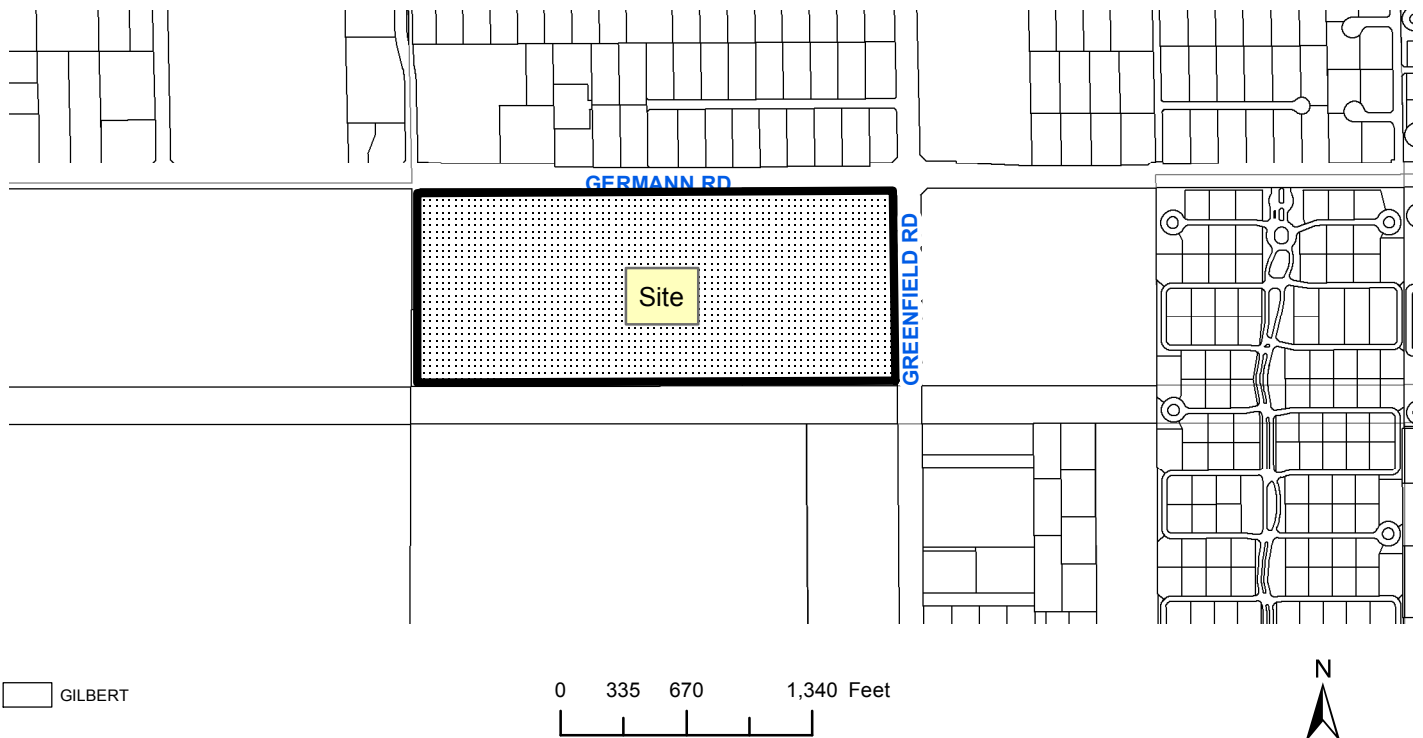 GERMANN RD
GREENFIELD RD
Site
N
GILBERT
0 335 670 1,340 Feet